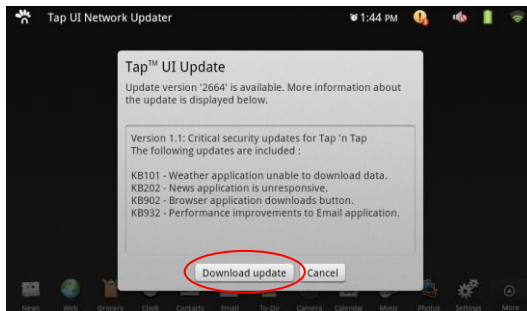 Tap UI Network Updater
1:44 PM
Tap™ UI Update
Update version '2664' is available. More information about
the update is displayed below.
Version 1.1: Critical security updates for Tap 'n Tap
The following updates are included :
KB101 - Weather application unable to download data.
KB202 - News application is unresponsive.
KB902 - Browser application downloads button.
KB932 - Performance improvements to Email application.
Download update Cancel
News Web Grocery Clock Contacts Email To-Do Camera Calendar Music Photos Settings More